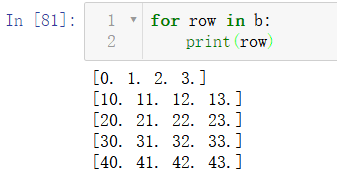 In [81]:
1 for row in b:
2 print(row)
[0. 1. 2. 3.]
[10. 11. 12. 13.]
[20. 21. 22. 23.]
[30. 31. 32. 33.]
[40. 41. 42. 43.]